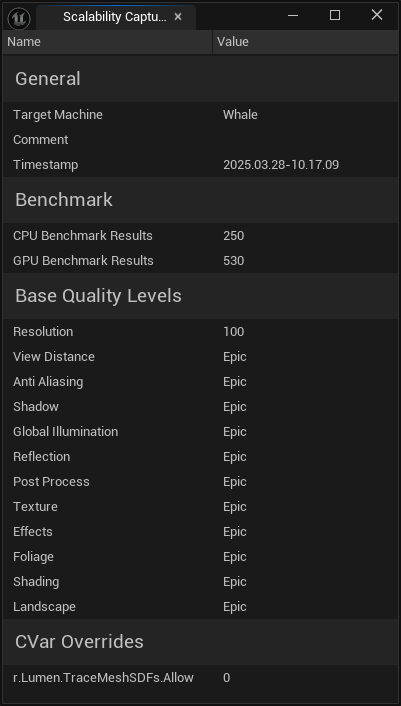 Scalability Captu...
Name Value
General
Target Machine Whale
Comment
Timestamp 2025.03.28-10.17.09
Benchmark
CPU Benchmark Results 250
GPU Benchmark Results 530
Base Quality Levels
Resolution 100
View Distance Epic
Anti Aliasing Epic
Shadow Epic
Global Illumination Epic
Reflection Epic
Post Process Epic
Texture Epic
Effects Epic
Foliage Epic
Shading Epic
Landscape Epic
CVar Overrides
r.Lumen.TraceMeshSDFs.Allow 0